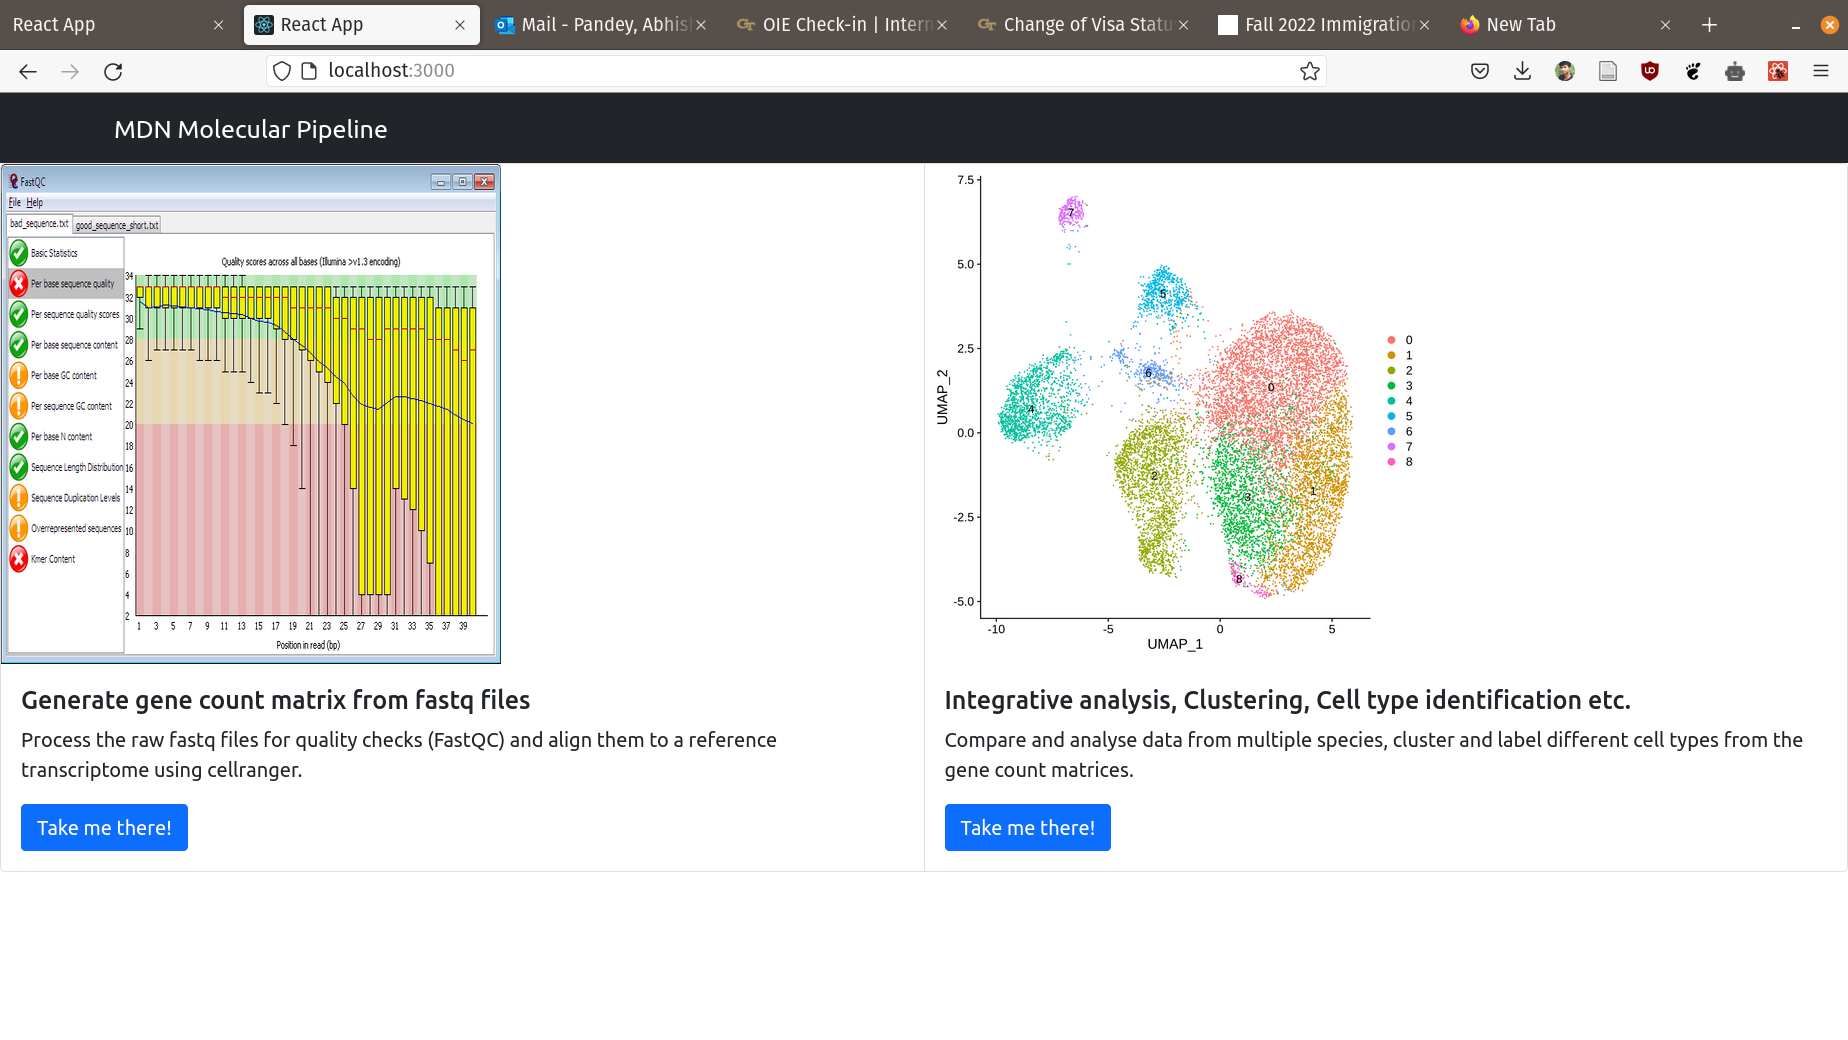 React App
React App
Mail - Pandey, Abhis
OIE Check-in | Intern
Change of Visa Statu
Fall 2022 Immigratio
New Tab
localhost:3000
MDN Molecular Pipeline
FastQC
File Help
bad_sequence.txt
good_sequence_short.txt
Basic Statistics
Per base sequence quality
Per sequence quality scores
Per base sequence content
Per base GC content
Per sequence GC content
Per base N content
Sequence Length Distribution
Sequence Duplication Levels
Overrepresented sequences
Kmer Content
Quality scores across all bases (Illumina >v1.3 encoding)
34
32
30
28
26
24
22
20
18
16
14
12
10
8
6
4
2
1 3 5 7 9 11 13 15 17 19 21 23 25 27 29 31 33 35 37 39
Position in read (bp)
7.5
5.0
2.5
0.0
-2.5
-5.0
UMAP_2
7
5
6
0
4
2
3
1
8
-10 -5 0 5
UMAP_1
0
1
2
3
4
5
6
7
8
Generate gene count matrix from fastq files
Process the raw fastq files for quality checks (FastQC) and align them to a reference
transcriptome using cellranger.
Take me there!
Integrative analysis, Clustering, Cell type identification etc.
Compare and analyse data from multiple species, cluster and label different cell types from the
gene count matrices.
Take me there!